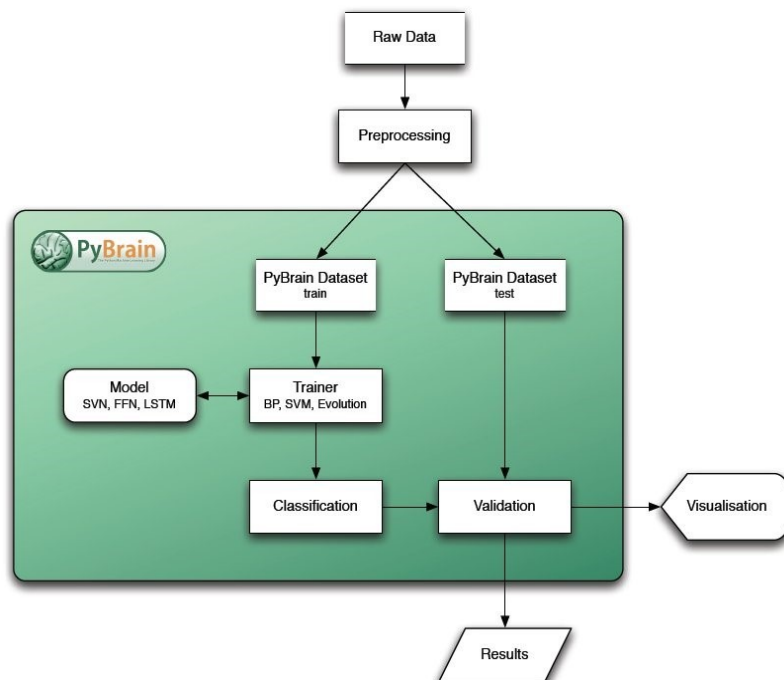 Raw Data
Preprocessing
PyBrain
PyBrain Dataset
train
PyBrain Dataset
test
Model
SVN, FFN, LSTM
Trainer
BP, SVM, Evolution
Classification
Validation
Visualisation
Results